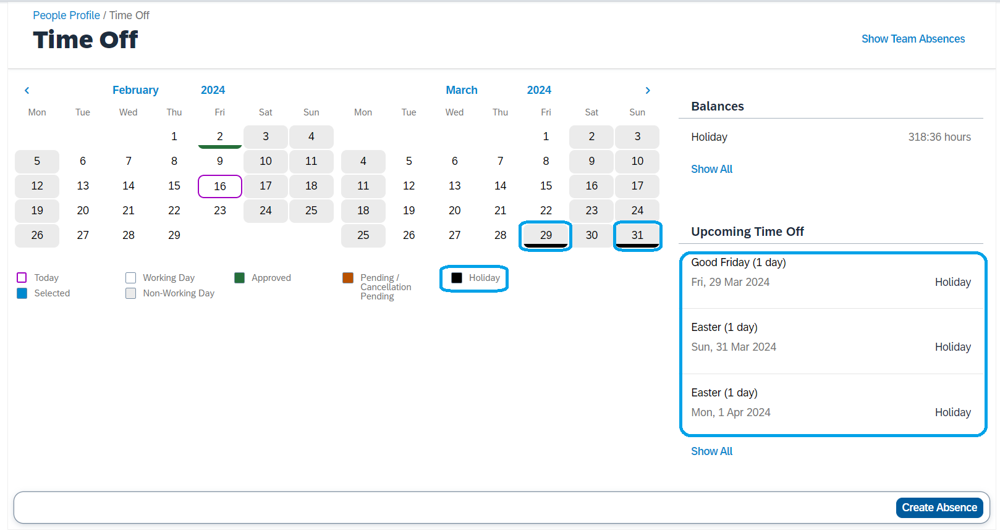 People Profile / Time Off
Time Off
Show Team Absences
February 2024 March 2024
Mon Tue Wed Thu Fri Sat Sun Mon Tue Wed Thu Fri Sat Sun
1 2 3 4 1 2 3
5 6 7 8 9 10 11 4 5 6 7 8 9 10
12 13 14 15 16 17 18 11 12 13 14 15 16 17
19 20 21 22 23 24 25 18 19 20 21 22 23 24
26 27 28 29 25 26 27 28 29 30 31
Today Working Day Approved Pending / Holiday
Cancellation
Selected Non-Working Day Pending
Balances
Holiday 318:36 hours
Show All
Upcoming Time Off
Good Friday (1 day)
Fri, 29 Mar 2024 Holiday
Easter (1 day)
Sun, 31 Mar 2024 Holiday
Easter (1 day)
Mon, 1 Apr 2024 Holiday
Show All
Create Absence